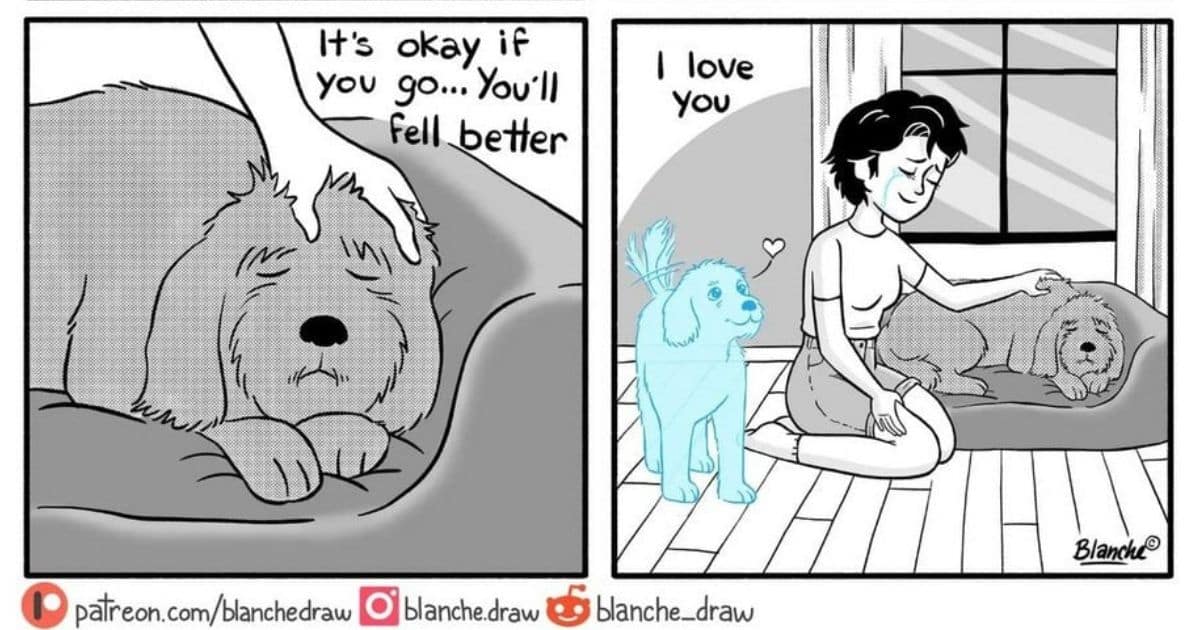 It's okay if
you go... You'll
fell better
I love
you
Blanche©
patreon.com/blanchedraw blanche.draw blanche_draw